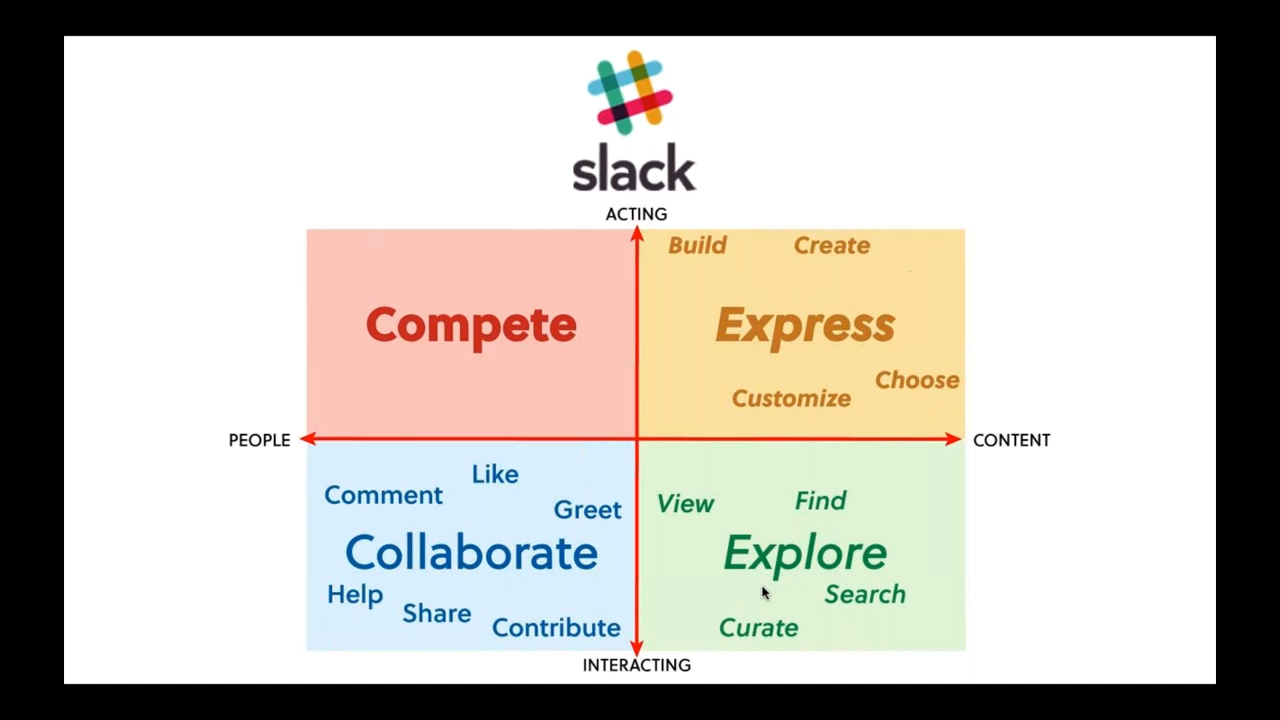 slack
ACTING
Build Create
Compete Express
Choose
Customize
PEOPLE CONTENT
Like
Comment
Greet
View Find
Collaborate Explore
Help
Share
Contribute
Search
Curate
INTERACTING